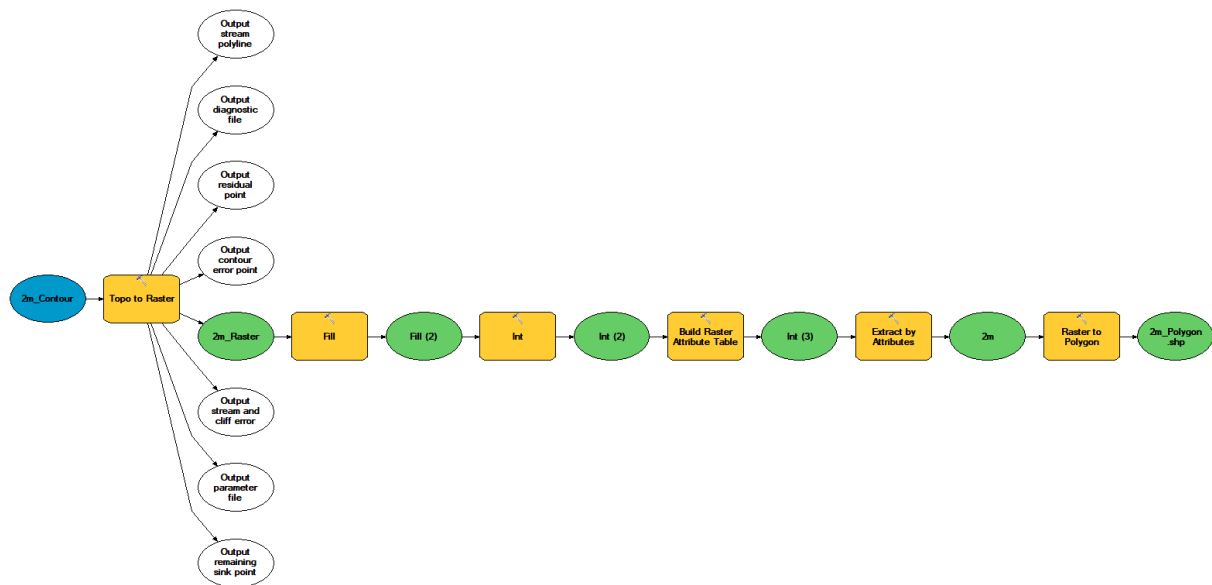 Output
stream
polyline
Output
diagnostic
file
Output
residual
point
Output
contour
error point
2m_Contour
Topo to Raster
2m_Raster
Fill
Fill (2)
Int
Int (2)
Build Raster
Attribute Table
Int (3)
Extract by
Attributes
2m
Raster to
Polygon
2m_Polygon
.shp
Output
stream and
cliff error
Output
parameter
file
Output
remaining
sink point